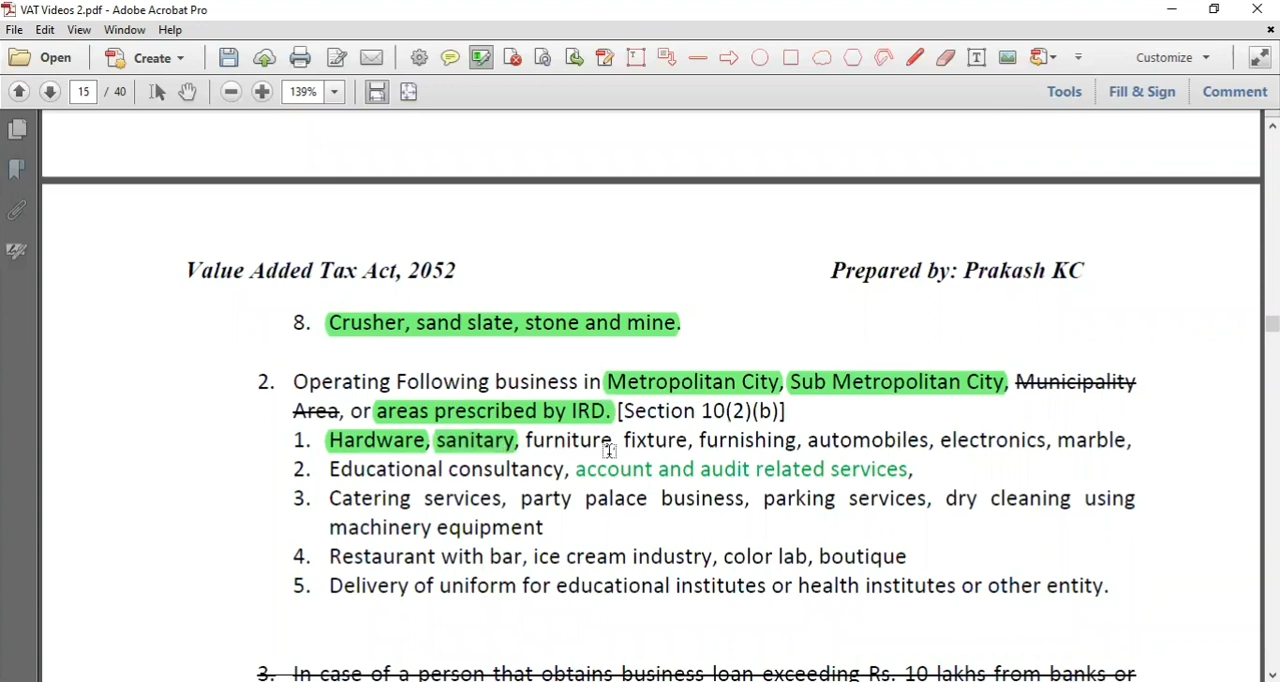 VAT Videos 2.pdf - Adobe Acrobat Pro
File Edit View Window Help
Open Create Customize
15 / 40 139% Tools Fill & Sign Comment
Value Added Tax Act, 2052 Prepared by: Prakash KC
8. Crusher, sand slate, stone and mine.
2. Operating Following business in Metropolitan City, Sub Metropolitan City, Municipality
Area, or areas prescribed by IRD. [Section 10(2)(b)]
1. Hardware, sanitary, furniture, fixture, furnishing, automobiles, electronics, marble,
2. Educational consultancy, account and audit related services,
3. Catering services, party palace business, parking services, dry cleaning using
machinery equipment
4. Restaurant with bar, ice cream industry, color lab, boutique
5. Delivery of uniform for educational institutes or health institutes or other entity.
3. In case of a person that obtains business loan exceeding Rs. 10 lakhs from banks or